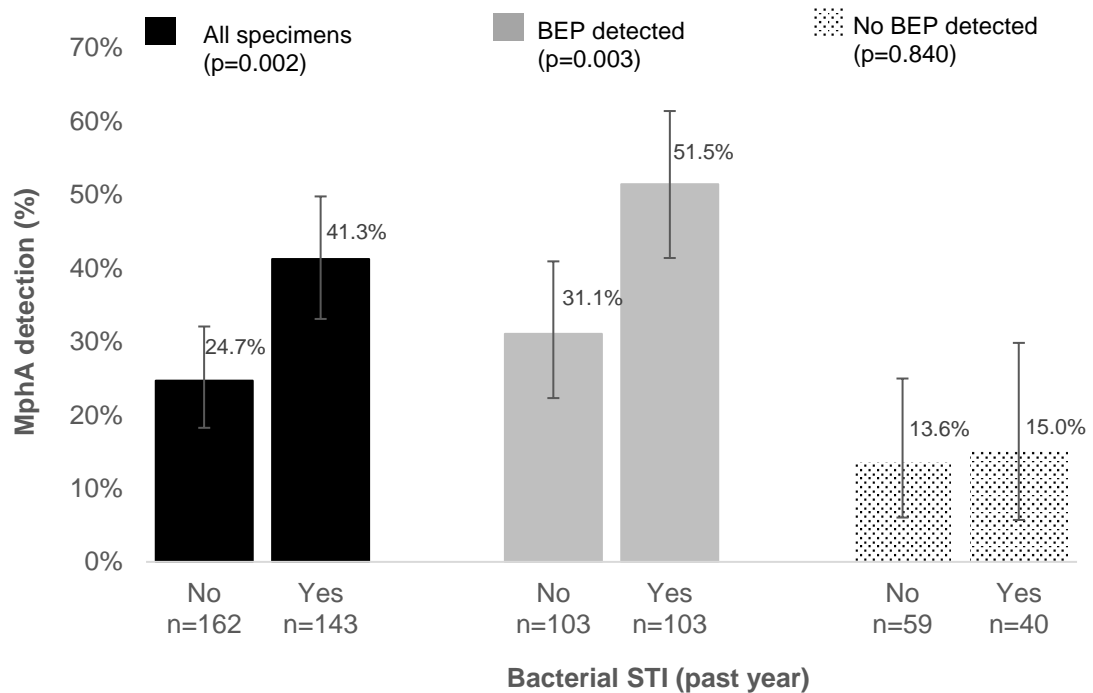 All specimens
(p=0.002)
BEP detected
(p=0.003)
No BEP detected
(p=0.840)
MphA detection (%)
70%
60%
50%
40%
30%
20%
10%
0%
24.7%
41.3%
31.1%
51.5%
13.6%
15.0%
No
n=162
Yes
n=143
No
n=103
Yes
n=103
No
n=59
Yes
n=40
Bacterial STI (past year)